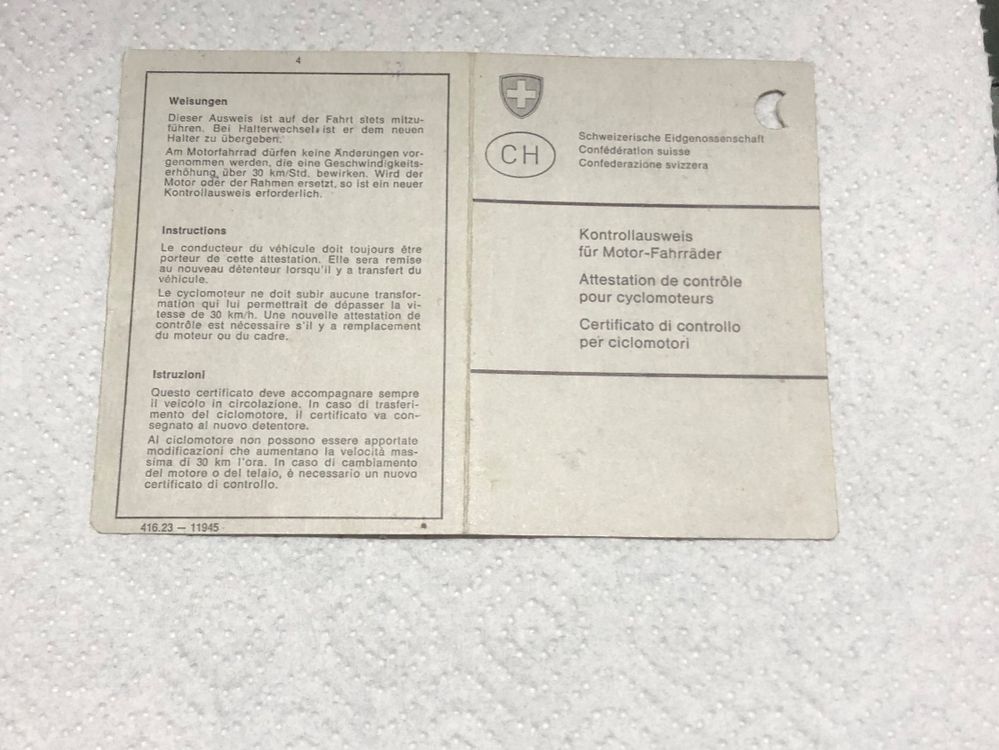 4
Weisungen
Dieser Ausweis ist auf der Fahrt stets mitzu-
führen. Bei Halterwechsel ist er dem neuen
Halter zu übergeben.
Am Motorfahrrad dürfen keine Änderungen vor-
genommen werden, die eine Geschwindigkeits-
erhöhung über 30 km/Std. bewirken. Wird der
Motor oder der Rahmen ersetzt, so ist ein neuer
Kontrollausweis erforderlich.
Instructions
Le conducteur du véhicule doit toujours être
porteur de cette attestation. Elle sera remise
au nouveau détenteur lorsqu'il y a transfert du
véhicule.
Le cyclomoteur ne doit subir aucune transfor-
mation qui lui permettrait de dépasser la vi-
tesse de 30 km/h. Une nouvelle attestation de
contrôle est nécessaire s'il y a remplacement
du moteur ou du cadre.
Istruzioni
Questo certificato deve accompagnare sempre
il veicolo in circolazione. In caso di trasferi-
mento del ciclomotore, il certificato va con-
segnato al nuovo detentore.
Al ciclomotore non possono essere apportate
modificazioni che aumentano la velocità mas-
sima di 30 km l'ora. In caso di cambiamento
del motore o del telaio, è necessario un nuovo
certificato di controllo.
416.23 — 11945
CH
Schweizerische Eidgenossenschaft
Confédération suisse
Confederazione svizzera
Kontrollausweis
für Motor-Fahrräder
Attestation de contrôle
pour cyclomoteurs
Certificato di controllo
per ciclomotori